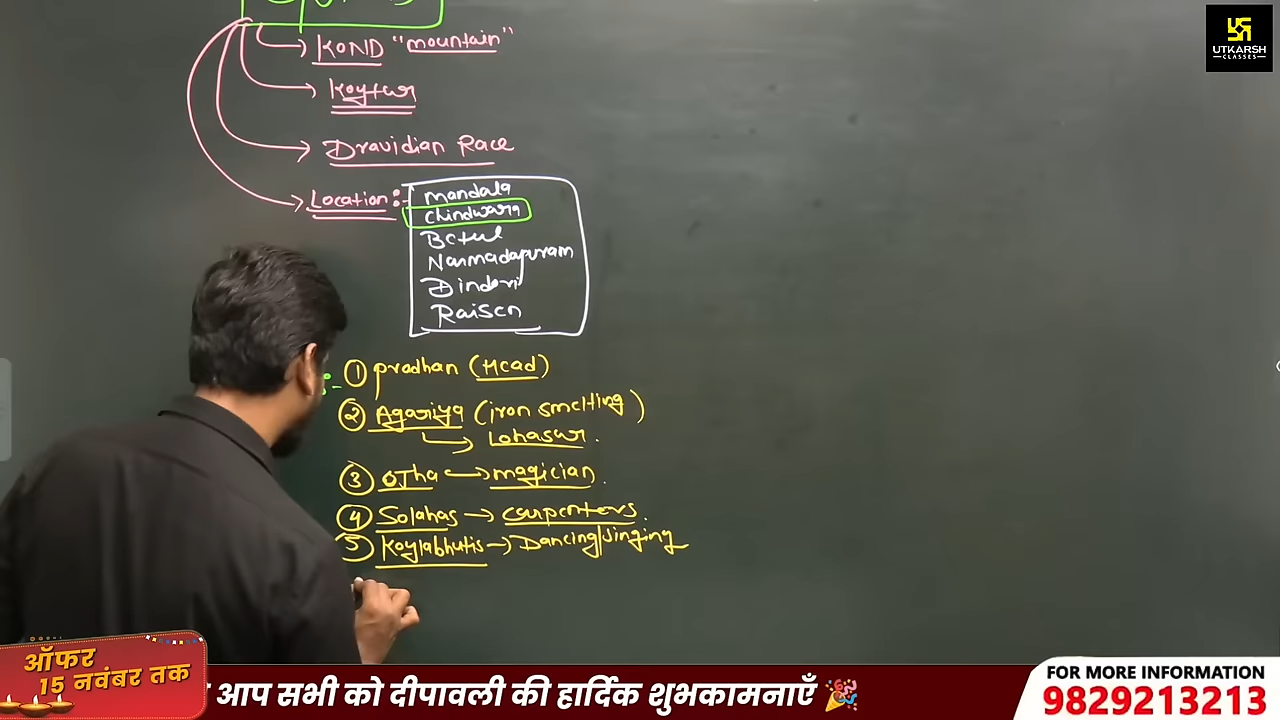 KOND "mountain"
Koytur
Dravidian Race
Location :-
mandala
chindwara
Betul
Narmadapuram
Dindori
Raisen
① pradhan (Head)
② Agariya (iron smelting)
Lohasur.
③ OJha → magician.
④ Solahas → carpenters.
⑤ Koylabhutis → Dancing/singing
UTKARSH
CLASSES
ऑफर
15 नवंबर तक
आप सभी को दीपावली की हार्दिक शुभकामनाएँ 🎉
FOR MORE INFORMATION
9829213213